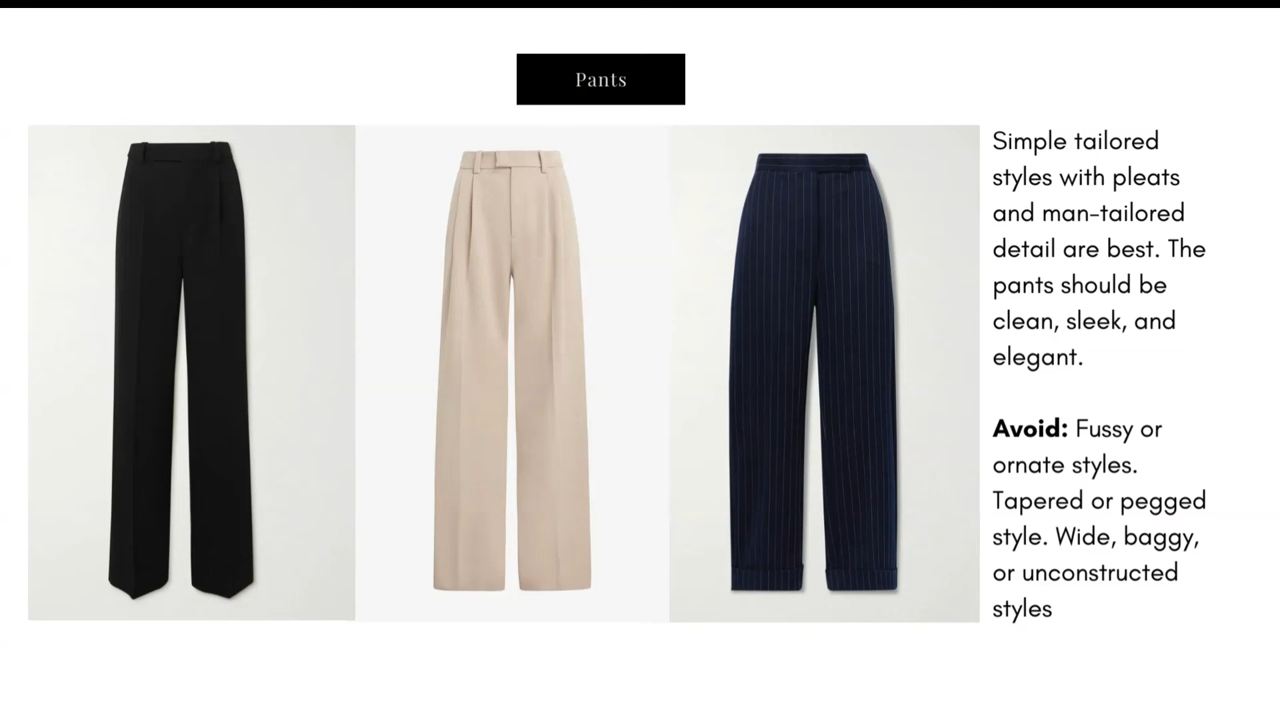 Pants
Simple tailored
styles with pleats
and man-tailored
detail are best. The
pants should be
clean, sleek, and
elegant.
Avoid: Fussy or
ornate styles.
Tapered or pegged
style. Wide, baggy,
or unconstructed
styles